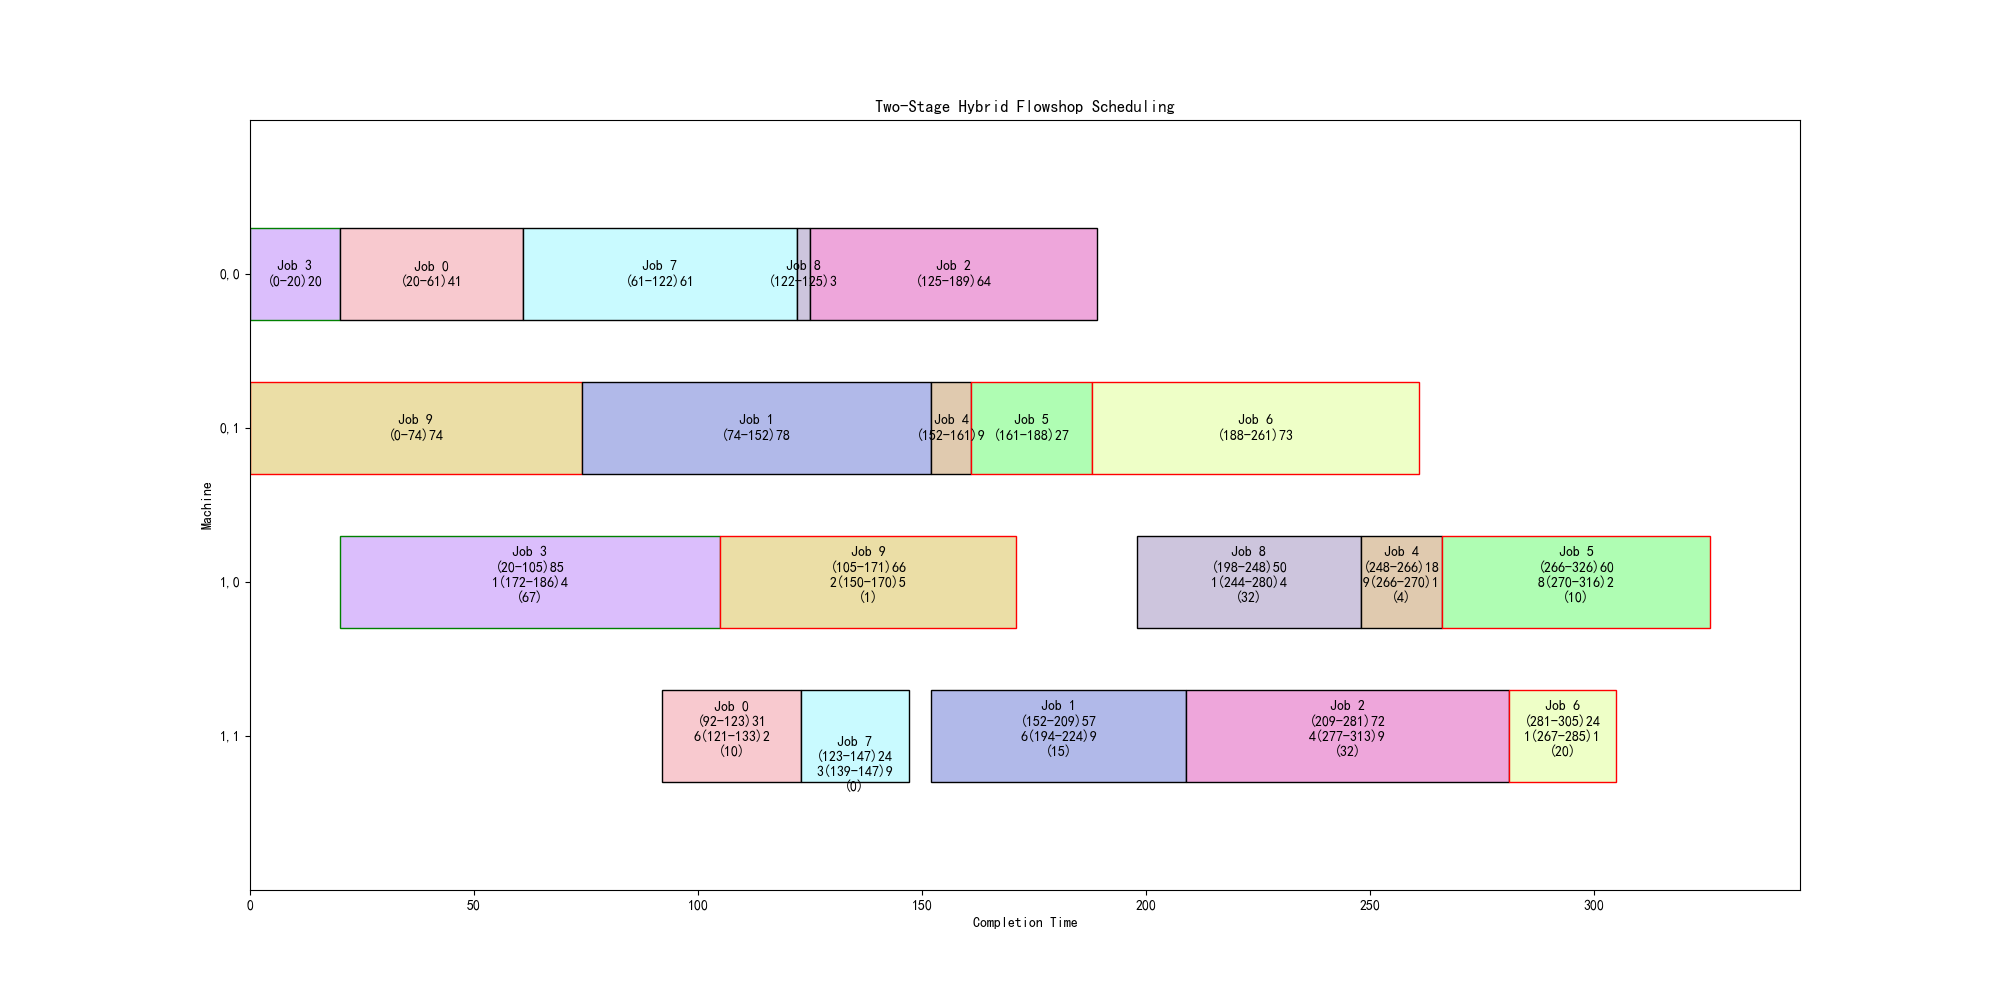 Two-Stage Hybrid Flowshop Scheduling
0,0
Job 3
(0-20)20
Job 0
(20-61)41
Job 7
(61-122)61
Job 8
(122-125)3
Job 2
(125-189)64
0,1
Job 9
(0-74)74
Job 1
(74-152)78
Job 4
(152-161)9
Job 5
(161-188)27
Job 6
(188-261)73
Machine
1,0
Job 3
(20-105)85
1(172-186)4
(67)
Job 9
(105-171)66
2(150-170)5
(1)
Job 8
(198-248)50
1(244-280)4
(32)
Job 4
(248-266)18
9(266-270)1
(4)
Job 5
(266-326)60
8(270-316)2
(10)
1,1
Job 0
(92-123)31
6(121-133)2
(10)
Job 7
(123-147)24
3(139-147)9
(0)
Job 1
(152-209)57
6(194-224)9
(15)
Job 2
(209-281)72
4(277-313)9
(32)
Job 6
(281-305)24
1(267-285)1
(20)
0 50 100 150 200 250 300
Completion Time